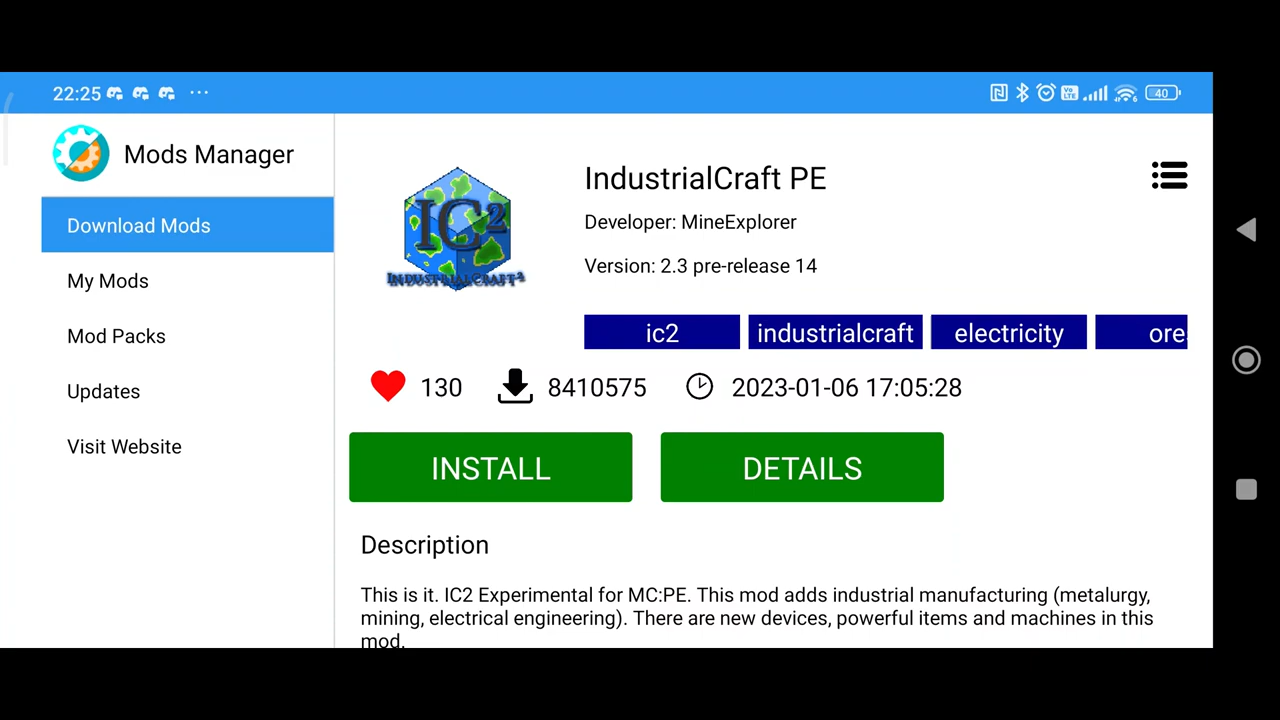 22:25
VoLTE
40
Mods Manager
Download Mods
My Mods
Mod Packs
Updates
Visit Website
IC²
INDUSTRIALCRAFT²
IndustrialCraft PE
Developer: MineExplorer
Version: 2.3 pre-release 14
ic2 industrialcraft electricity ore
130 8410575 2023-01-06 17:05:28
INSTALL DETAILS
Description
This is it. IC2 Experimental for MC:PE. This mod adds industrial manufacturing (metalurgy,
mining, electrical engineering). There are new devices, powerful items and machines in this
mod.